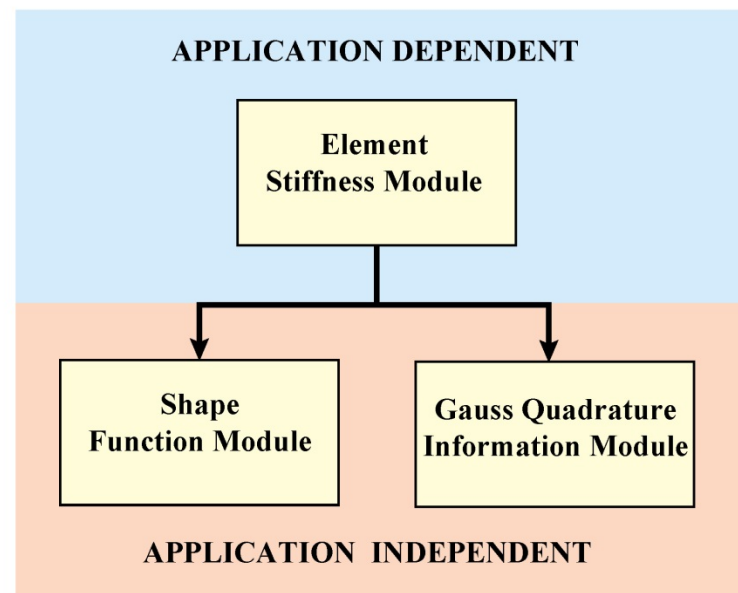 APPLICATION DEPENDENT
Element
Stiffness Module
Shape
Function Module
Gauss Quadrature
Information Module
APPLICATION INDEPENDENT